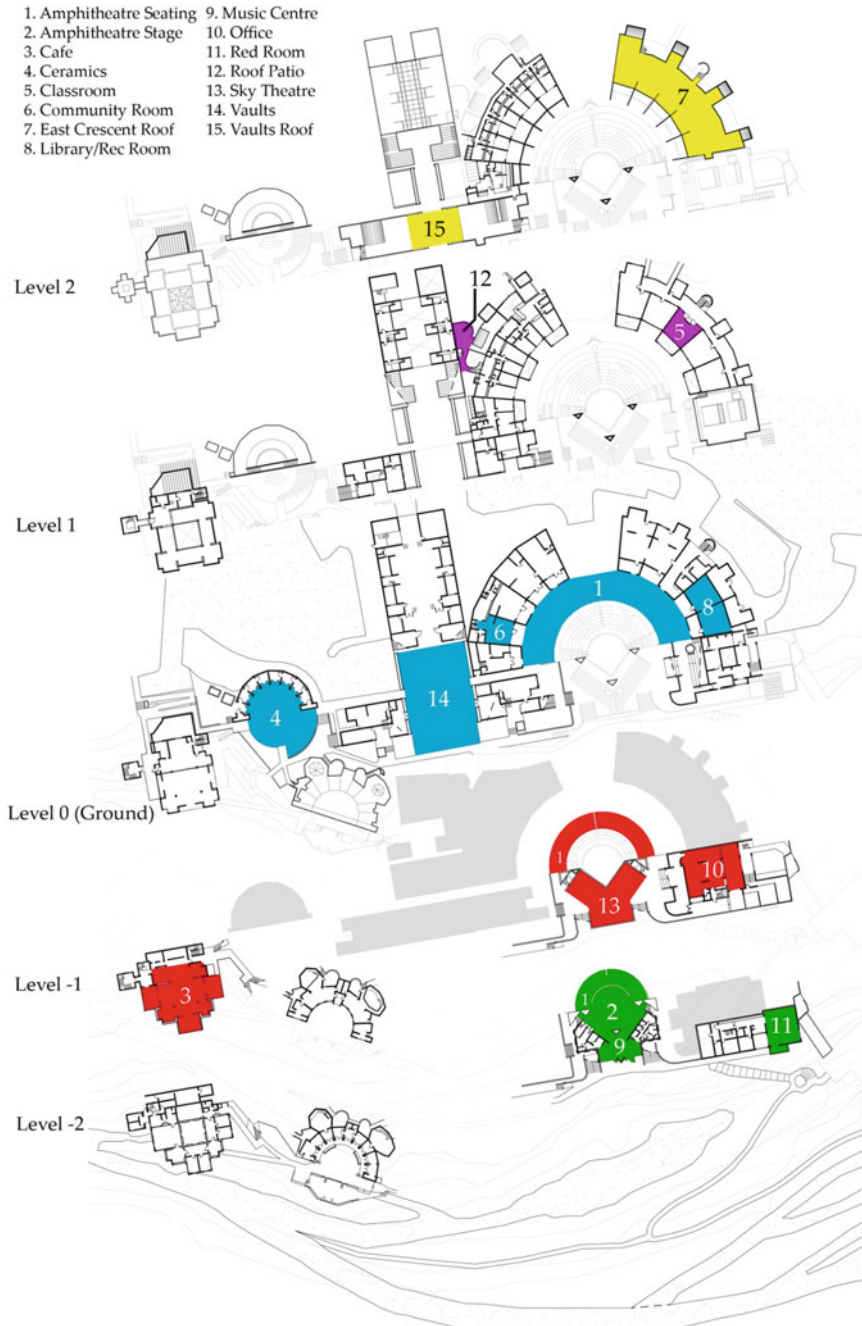 1. Amphitheatre Seating
2. Amphitheatre Stage
3. Cafe
4. Ceramics
5. Classroom
6. Community Room
7. East Crescent Roof
8. Library/Rec Room
9. Music Centre
10. Office
11. Red Room
12. Roof Patio
13. Sky Theatre
14. Vaults
15. Vaults Roof
7
15
Level 2
12
5
Level 1
1
8
6
4
14
Level 0 (Ground)
1
10
13
Level -1
3
1
2
11
9
Level -2